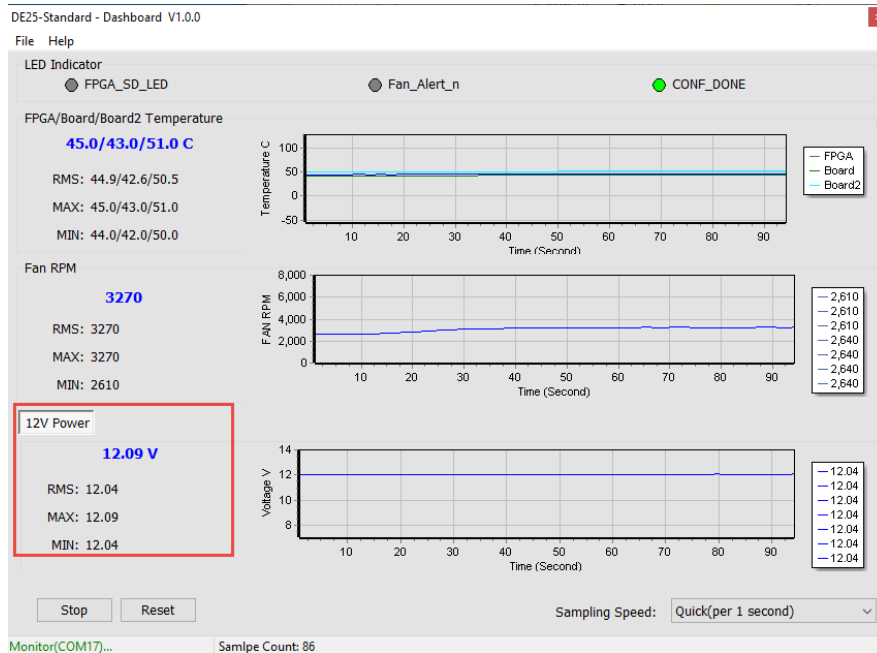 DE25-Standard - Dashboard V1.0.0
File Help
LED Indicator
FPGA_SD_LED Fan_Alert_n CONF_DONE
FPGA/Board/Board2 Temperature
45.0/43.0/51.0 C
RMS: 44.9/42.6/50.5
MAX: 45.0/43.0/51.0
MIN: 44.0/42.0/50.0
Temperature C
100
50
0
-50
10 20 30 40 50 60 70 80 90
Time (Second)
FPGA
Board
Board2
Fan RPM
3270
RMS: 3270
MAX: 3270
MIN: 2610
FAN RPM
8,000
6,000
4,000
2,000
0
10 20 30 40 50 60 70 80 90
Time (Second)
2,610
2,610
2,610
2,640
2,640
2,640
2,640
12V Power
12.09 V
RMS: 12.04
MAX: 12.09
MIN: 12.04
Voltage V
14
12
10
8
10 20 30 40 50 60 70 80 90
Time (Second)
12.04
12.04
12.04
12.04
12.04
12.04
12.04
Stop Reset Sampling Speed: Quick(per 1 second)
Monitor(COM17)... Samlpe Count: 86